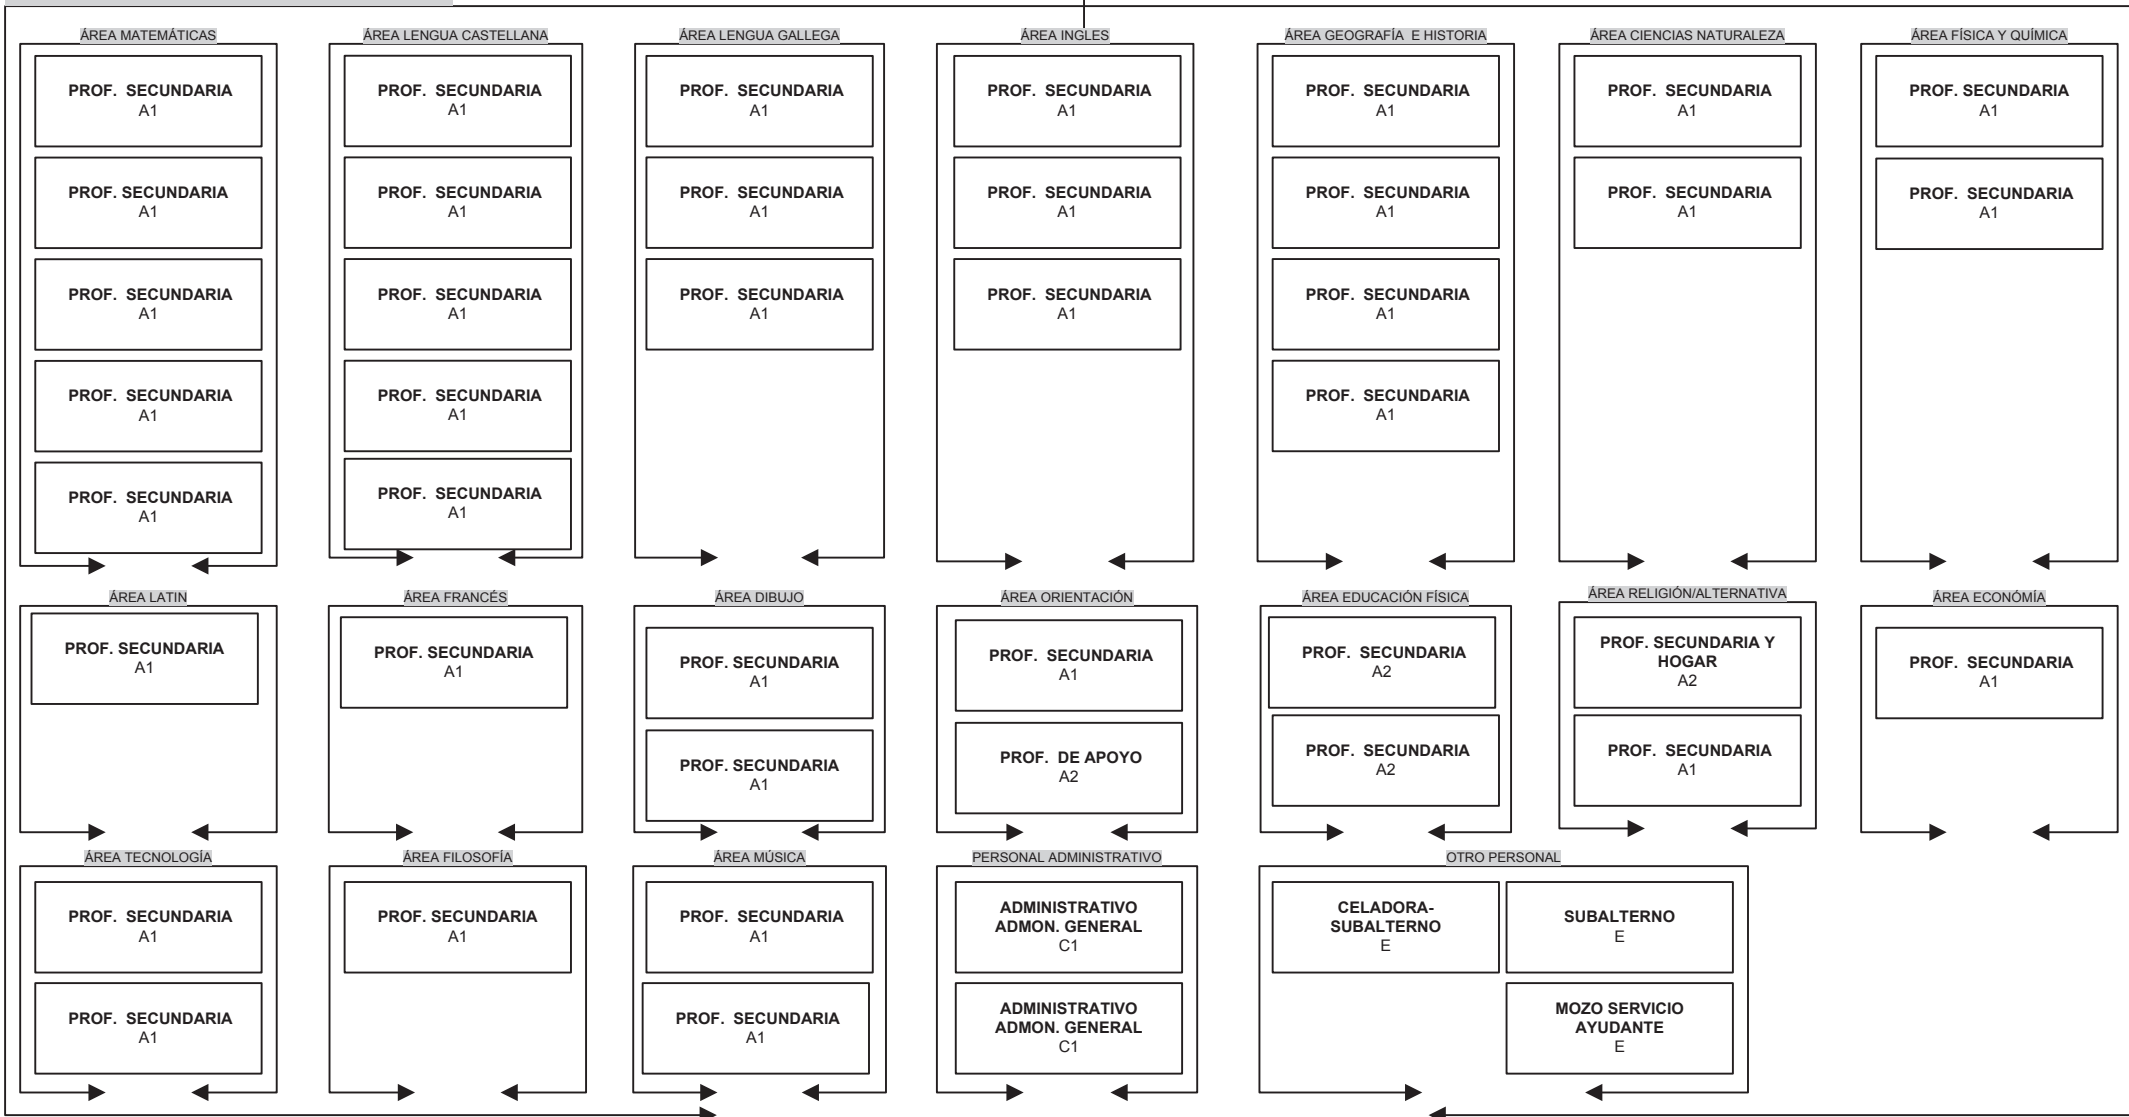 ÁREA MATEMÁTICAS
PROF. SECUNDARIA
A1
PROF. SECUNDARIA
A1
PROF. SECUNDARIA
A1
PROF. SECUNDARIA
A1
PROF. SECUNDARIA
A1
ÁREA LENGUA CASTELLANA
PROF. SECUNDARIA
A1
PROF. SECUNDARIA
A1
PROF. SECUNDARIA
A1
PROF. SECUNDARIA
A1
PROF. SECUNDARIA
A1
ÁREA LENGUA GALLEGA
PROF. SECUNDARIA
A1
PROF. SECUNDARIA
A1
PROF. SECUNDARIA
A1
ÁREA INGLES
PROF. SECUNDARIA
A1
PROF. SECUNDARIA
A1
PROF. SECUNDARIA
A1
ÁREA GEOGRAFÍA E HISTORIA
PROF. SECUNDARIA
A1
PROF. SECUNDARIA
A1
PROF. SECUNDARIA
A1
PROF. SECUNDARIA
A1
ÁREA CIENCIAS NATURALEZA
PROF. SECUNDARIA
A1
PROF. SECUNDARIA
A1
ÁREA FÍSICA Y QUÍMICA
PROF. SECUNDARIA
A1
PROF. SECUNDARIA
A1
ÁREA LATIN
PROF. SECUNDARIA
A1
ÁREA FRANCÉS
PROF. SECUNDARIA
A1
ÁREA DIBUJO
PROF. SECUNDARIA
A1
PROF. SECUNDARIA
A1
ÁREA ORIENTACIÓN
PROF. SECUNDARIA
A1
PROF. DE APOYO
A2
ÁREA EDUCACIÓN FÍSICA
PROF. SECUNDARIA
A2
PROF. SECUNDARIA
A2
ÁREA RELIGIÓN/ALTERNATIVA
PROF. SECUNDARIA Y
HOGAR
A2
PROF. SECUNDARIA
A1
ÁREA ECONÓMÍA
PROF. SECUNDARIA
A1
ÁREA TECNOLOGÍA
PROF. SECUNDARIA
A1
PROF. SECUNDARIA
A1
ÁREA FILOSOFÍA
PROF. SECUNDARIA
A1
ÁREA MÚSICA
PROF. SECUNDARIA
A1
PROF. SECUNDARIA
A1
PERSONAL ADMINISTRATIVO
ADMINISTRATIVO
ADMON. GENERAL
C1
ADMINISTRATIVO
ADMON. GENERAL
C1
OTRO PERSONAL
CELADORA-
SUBALTERNO
E
SUBALTERNO
E
MOZO SERVICIO
AYUDANTE
E